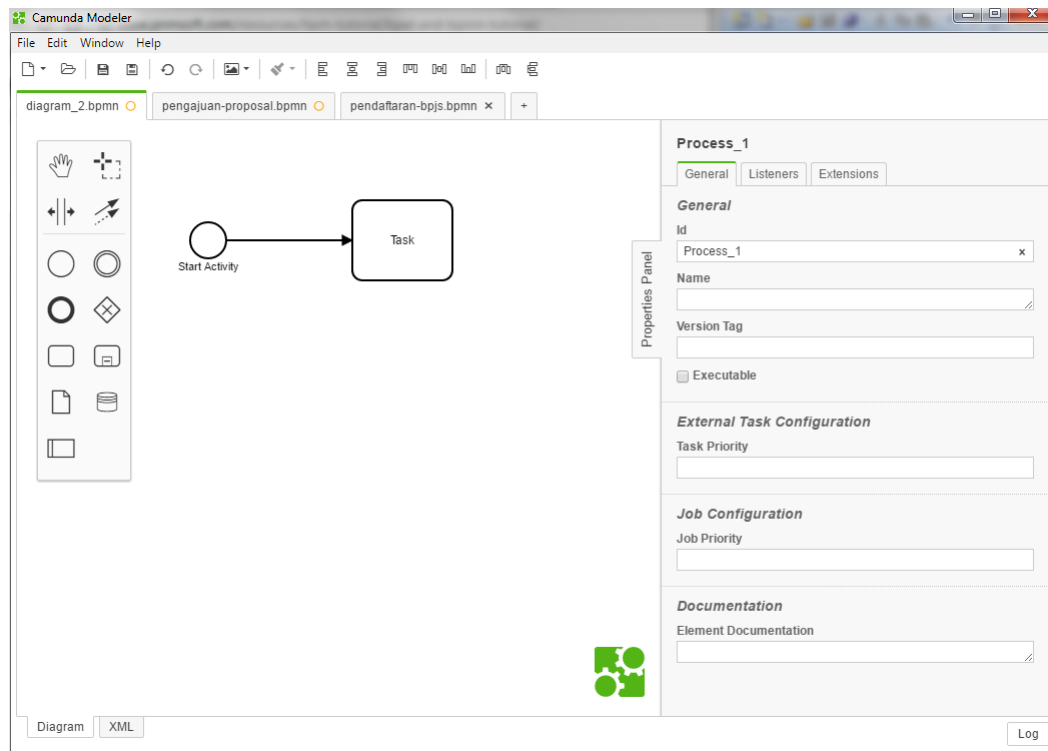 Camunda Modeler
File Edit Window Help
diagram_2.bpmn
pengajuan-proposal.bpmn
pendaftaran-bpjs.bpmn ×
+
Start Activity
Task
Properties Panel
Process_1
General Listeners Extensions
General
Id
Process_1 ×
Name
Version Tag
Executable
External Task Configuration
Task Priority
Job Configuration
Job Priority
Documentation
Element Documentation
Diagram XML
Log